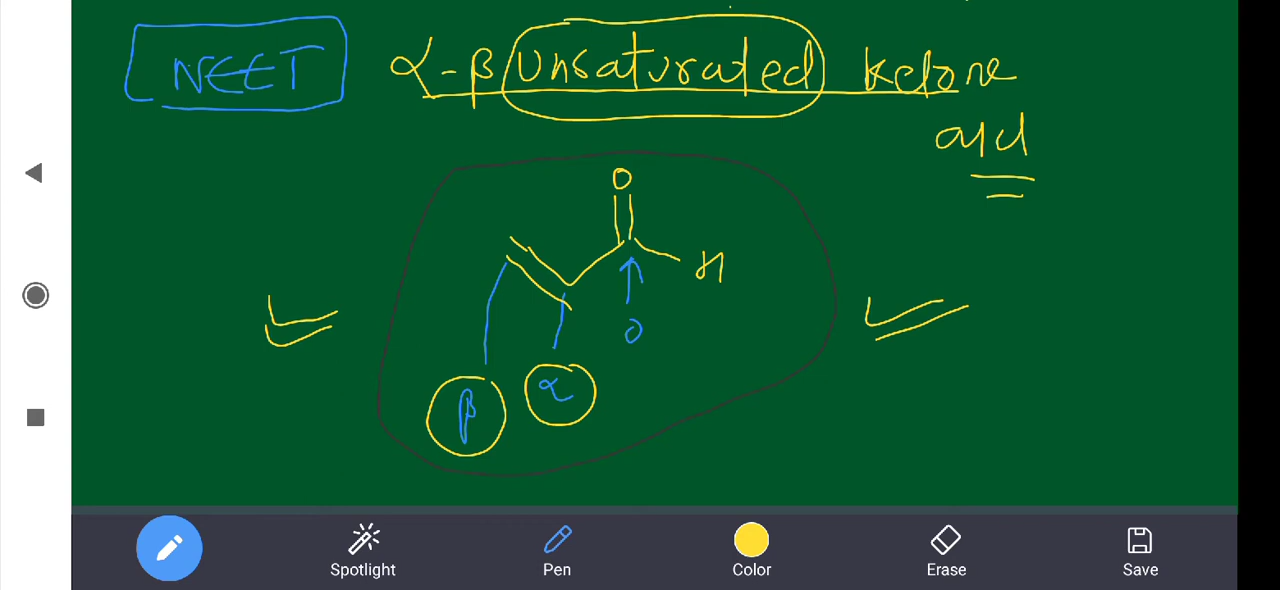 NEET α-β Unsaturated Ketone
ald
O
H
O
β α
Spotlight Pen Color Erase Save